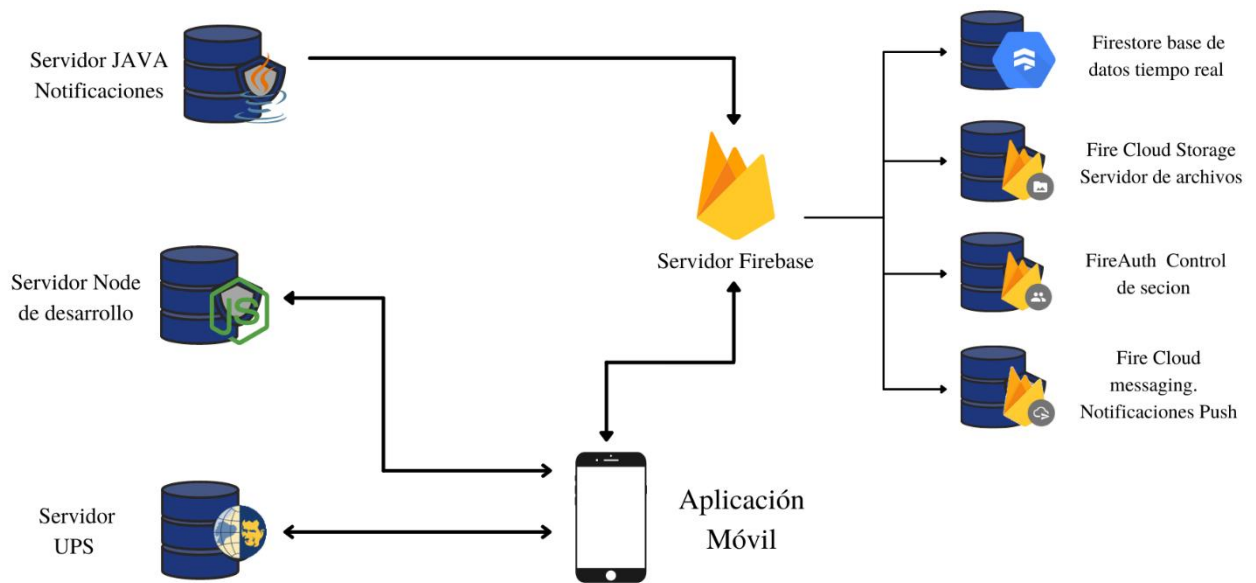 Servidor JAVA
Notificaciones
Firestore base de
datos tiempo real
Fire Cloud Storage
Servidor de archivos
Servidor Firebase
FireAuth Control
de secion
Servidor Node
de desarrollo
JS
Fire Cloud
messaging.
Notificaciones Push
Aplicación
Móvil
Servidor
UPS